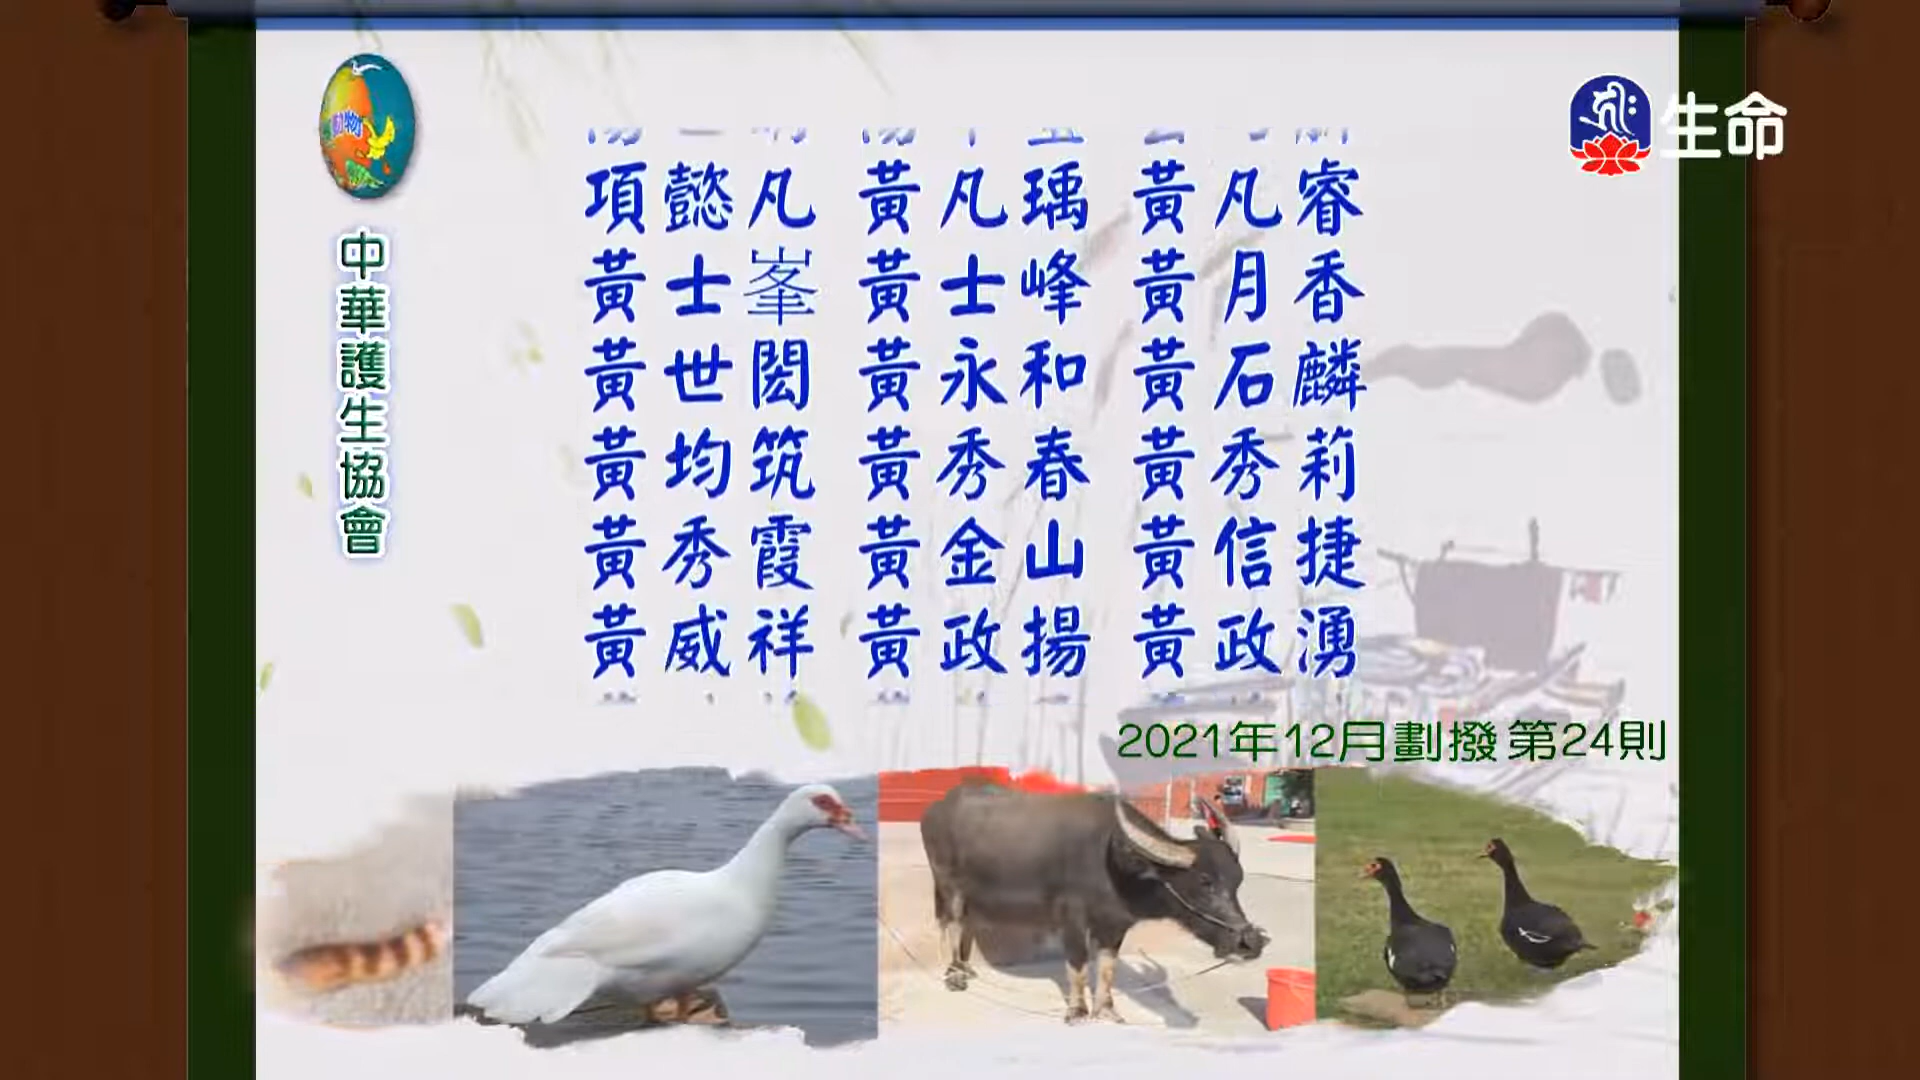 動物
生命
中華護生協會
項懿凡 黃凡瑀 黃凡睿
黃士峯 黃士峰 黃月香
黃世閎 黃永和 黃石麟
黃均筑 黃秀春 黃秀莉
黃秀霞 黃金山 黃信捷
黃威祥 黃政揚 黃政湧
2021年12月劃撥 第24則